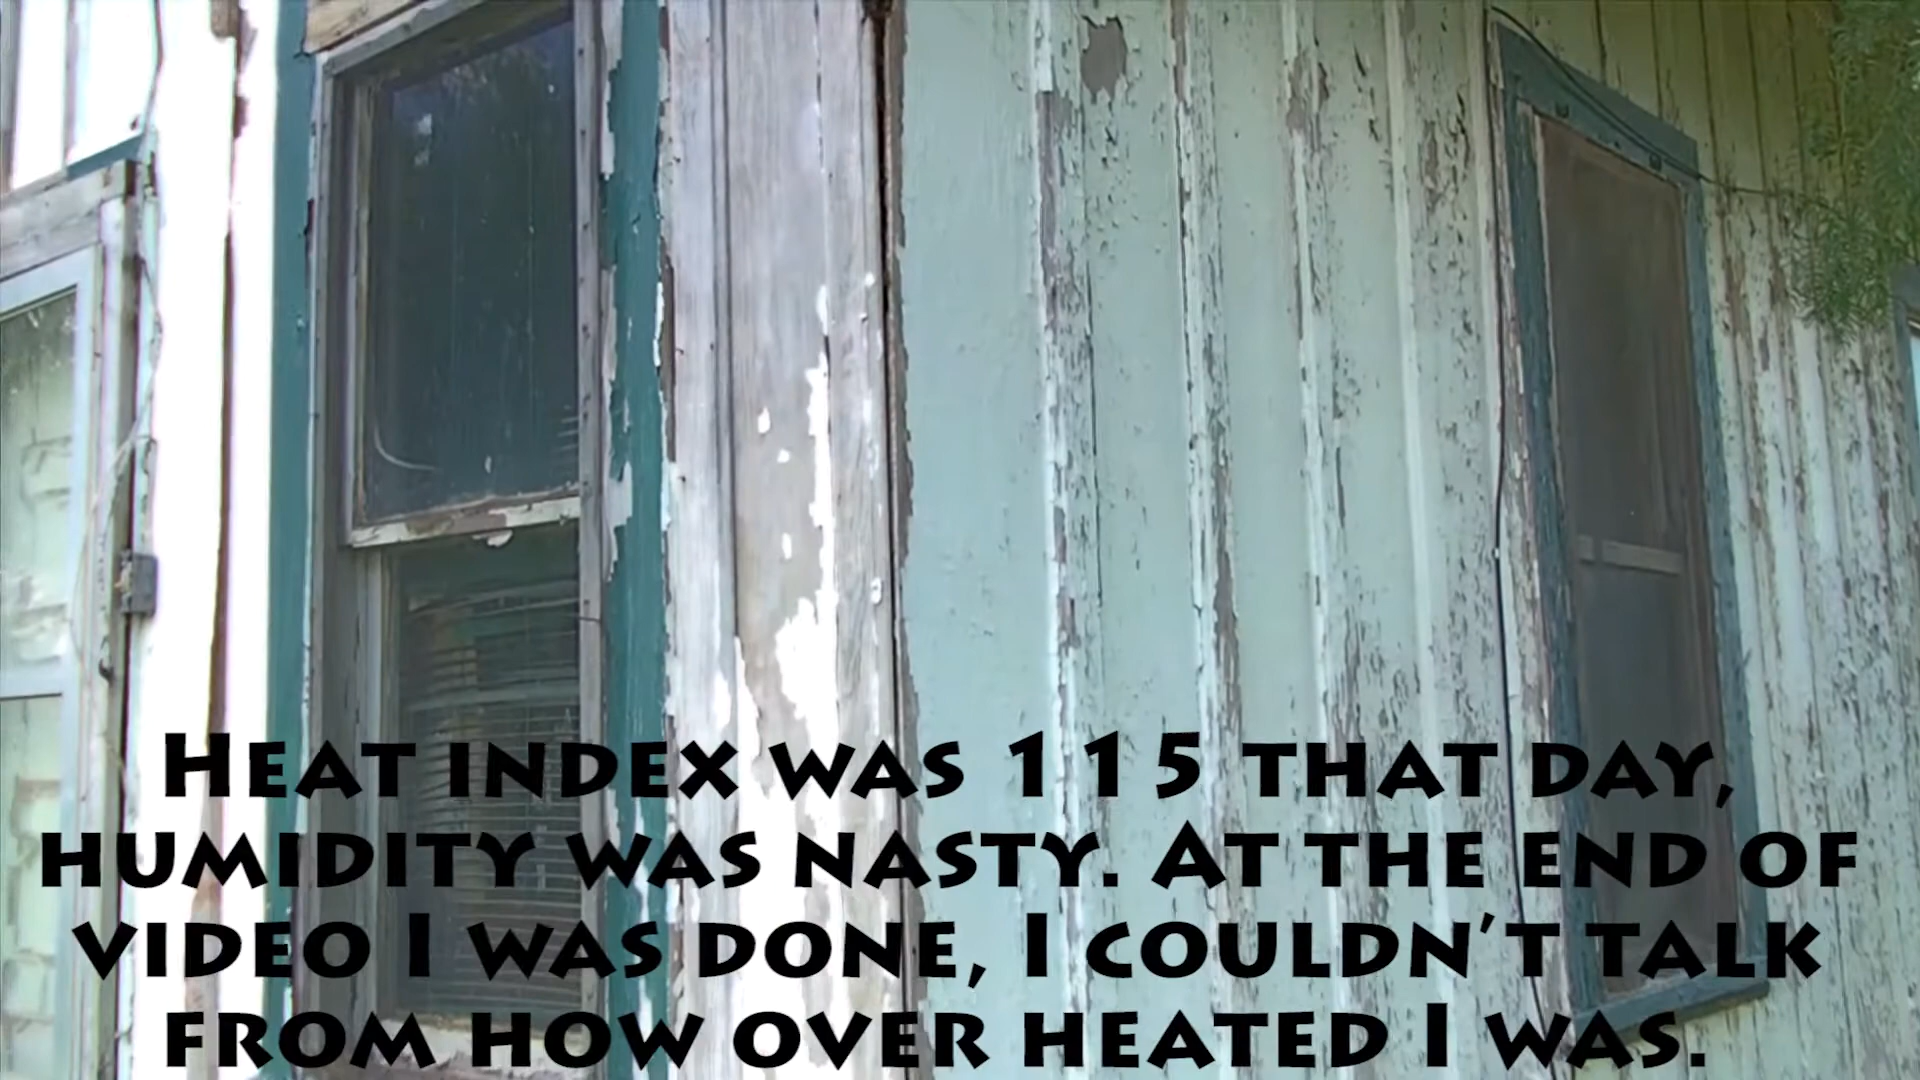 Heat index was 115 that day,
humidity was nasty. At the end of
video I was done, I couldn't talk
from how over heated I was.